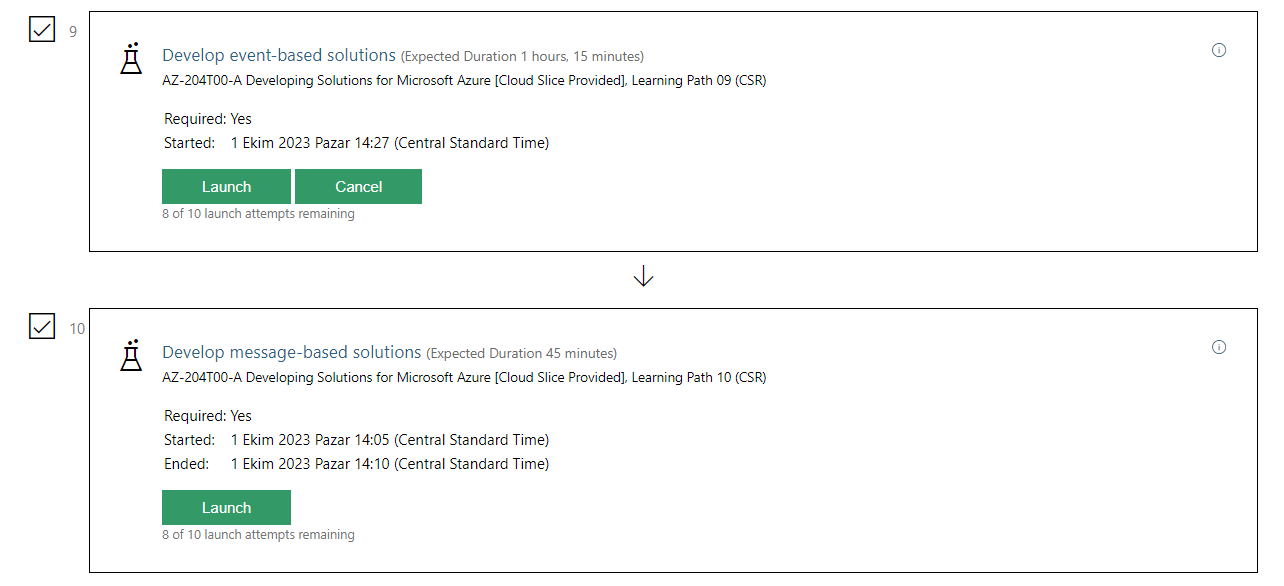 9
Develop event-based solutions (Expected Duration 1 hours, 15 minutes)
AZ-204T00-A Developing Solutions for Microsoft Azure [Cloud Slice Provided], Learning Path 09 (CSR)
Required: Yes
Started: 1 Ekim 2023 Pazar 14:27 (Central Standard Time)
Launch Cancel
8 of 10 launch attempts remaining
10
Develop message-based solutions (Expected Duration 45 minutes)
AZ-204T00-A Developing Solutions for Microsoft Azure [Cloud Slice Provided], Learning Path 10 (CSR)
Required: Yes
Started: 1 Ekim 2023 Pazar 14:05 (Central Standard Time)
Ended: 1 Ekim 2023 Pazar 14:10 (Central Standard Time)
Launch
8 of 10 launch attempts remaining